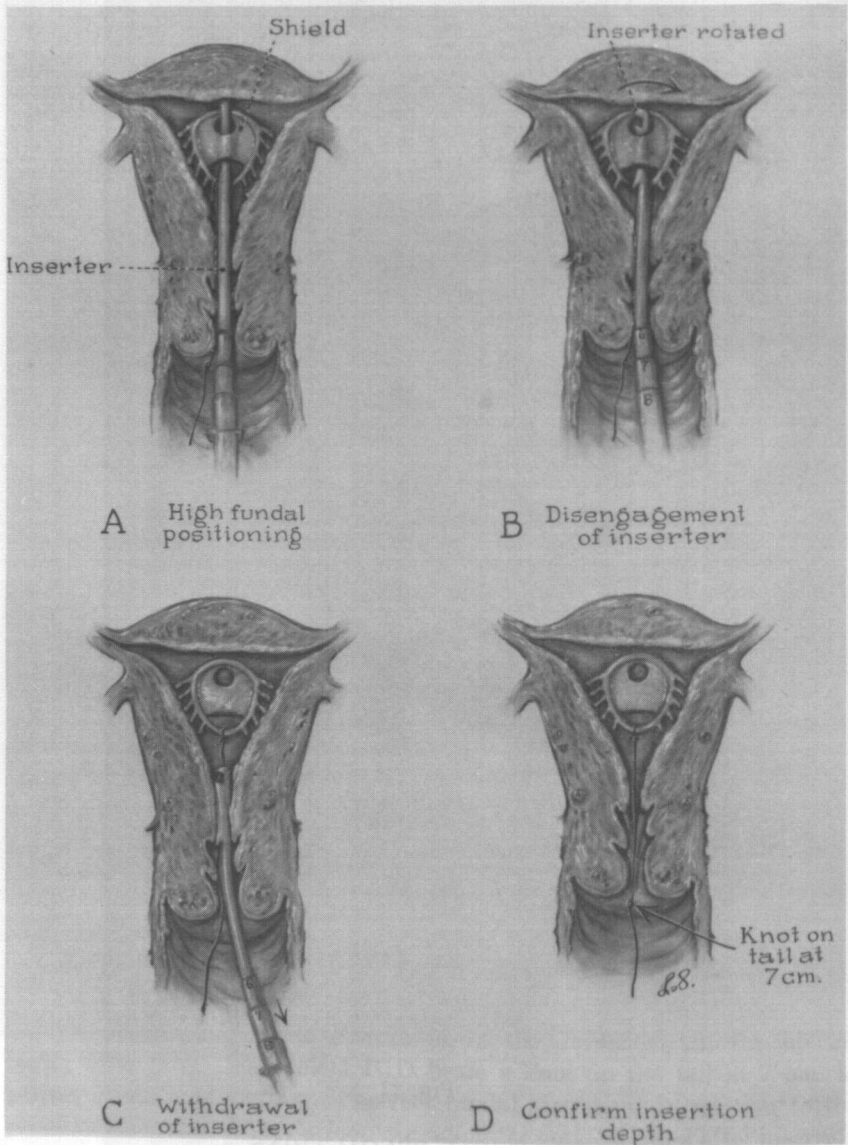 Shield
Inserter rotated
Inserter
A High fundal
positioning
B Disengagement
of inserter
Knot on
tail at
7cm.
L.S.
C Withdrawal
of inserter
D Confirm insertion
depth